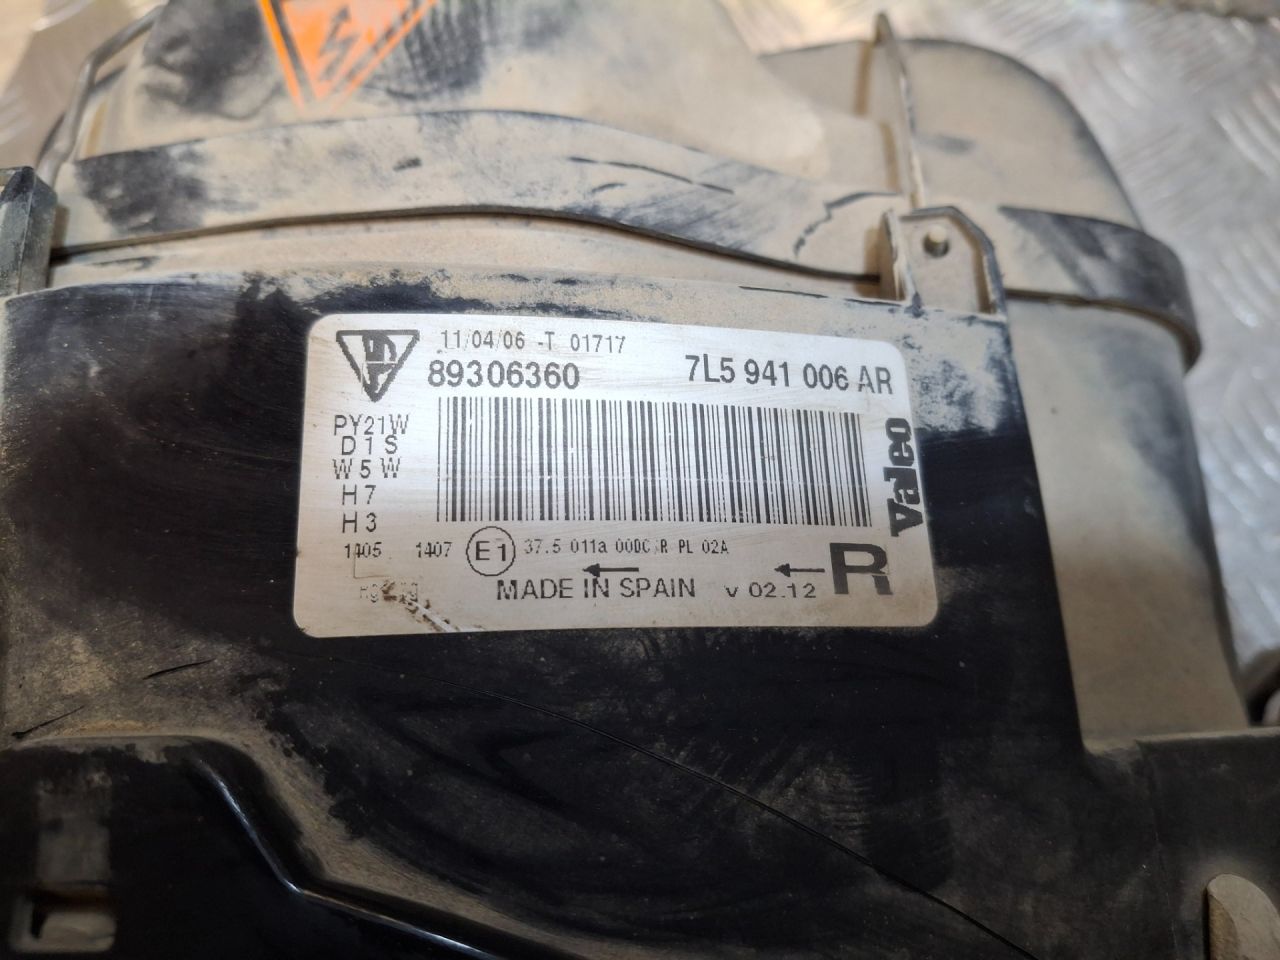 11/04/06 -T 01717
89306360 7L5 941 006 AR
PY21W
D1S
W5W
H7
H3
Valeo
1405 1407 E1 37.5 011a 00DC R PL 02A
MADE IN SPAIN v 02.12 R